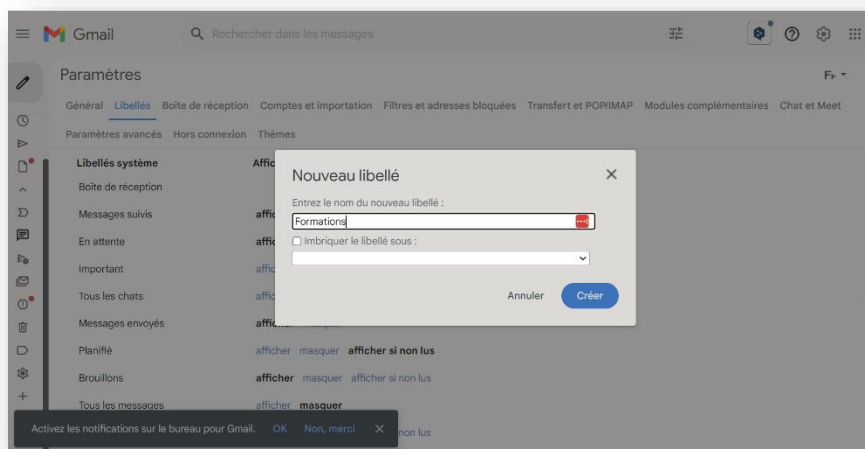 Gmail
Rechercher dans les messages
Paramètres
Fr
Général Libellés Boîte de réception Comptes et importation Filtres et adresses bloquées Transfert et POP/IMAP Modules complémentaires Chat et Meet
Paramètres avancés Hors connexion Thèmes
Libellés système
Boîte de réception
Messages suivis
En attente
Important
Tous les chats
Messages envoyés
Planifié afficher masquer afficher si non lus
Brouillons afficher masquer afficher si non lus
Tous les messages afficher masquer
non lus
Nouveau libellé
Entrez le nom du nouveau libellé :
Formations
Imbriquer le libellé sous :
Annuler Créer
Activez les notifications sur le bureau pour Gmail. OK Non, merci